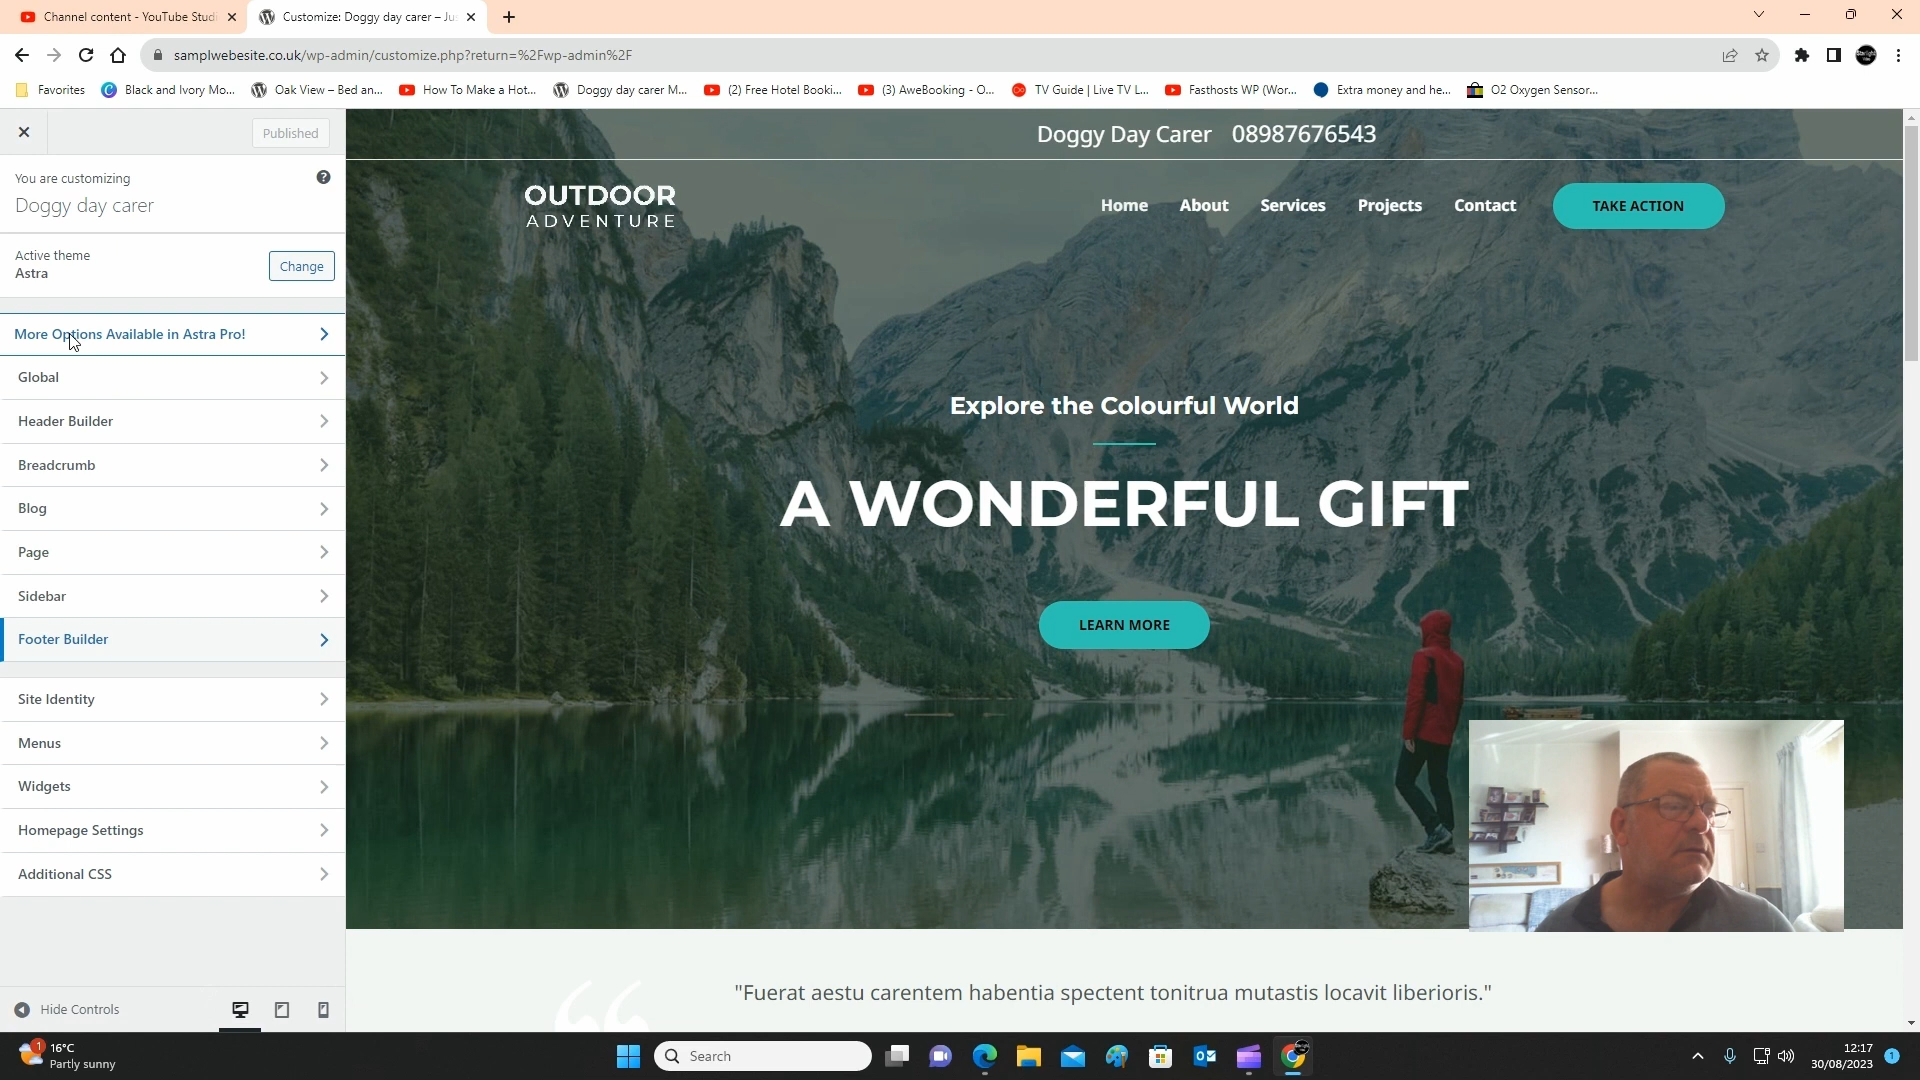 Channel content - YouTube Studi
Customize: Doggy day carer – Jus
samplwebesite.co.uk/wp-admin/customize.php?return=%2Fwp-admin%2F
Favorites
Black and Ivory Mo...
Oak View – Bed an...
How To Make a Hot...
Doggy day carer M...
(2) Free Hotel Booki...
(3) AweBooking - O...
TV Guide | Live TV L...
Fasthosts WP (Wor...
Extra money and he...
O2 Oxygen Sensor...
Published
You are customizing
Doggy day carer
Active theme
Astra
Change
More Options Available in Astra Pro!
Global
Header Builder
Breadcrumb
Blog
Page
Sidebar
Footer Builder
Site Identity
Menus
Widgets
Homepage Settings
Additional CSS
Hide Controls
Doggy Day Carer 08987676543
OUTDOOR
ADVENTURE
Home About Services Projects Contact TAKE ACTION
Explore the Colourful World
A WONDERFUL GIFT
LEARN MORE
"Fuerat aestu carentem habentia spectent tonitrua mutastis locavit liberioris."
1
16°C
Partly sunny
Search
12:17
30/08/2023
1